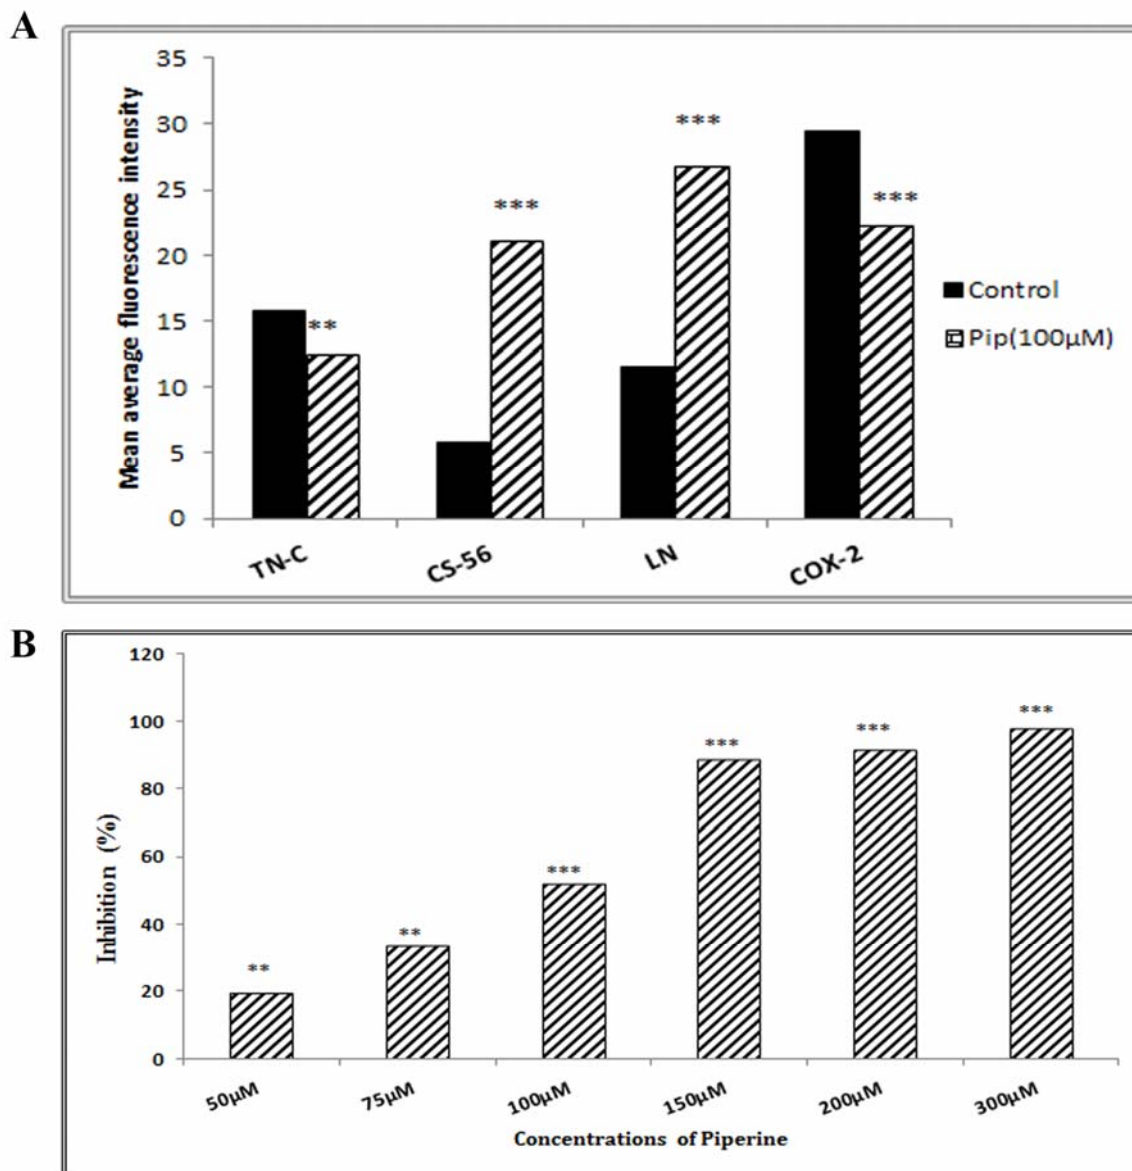 A
35
30
25
20
15
10
5
0
Mean average fluorescence intensity
**
***
***
***
TN-C
CS-56
LN
COX-2
Control
Pip(100µM)
B
120
100
80
60
40
20
0
Inhibition (%)
**
**
***
***
***
***
50µM
75µM
100µM
150µM
200µM
300µM
Concentrations of Piperine